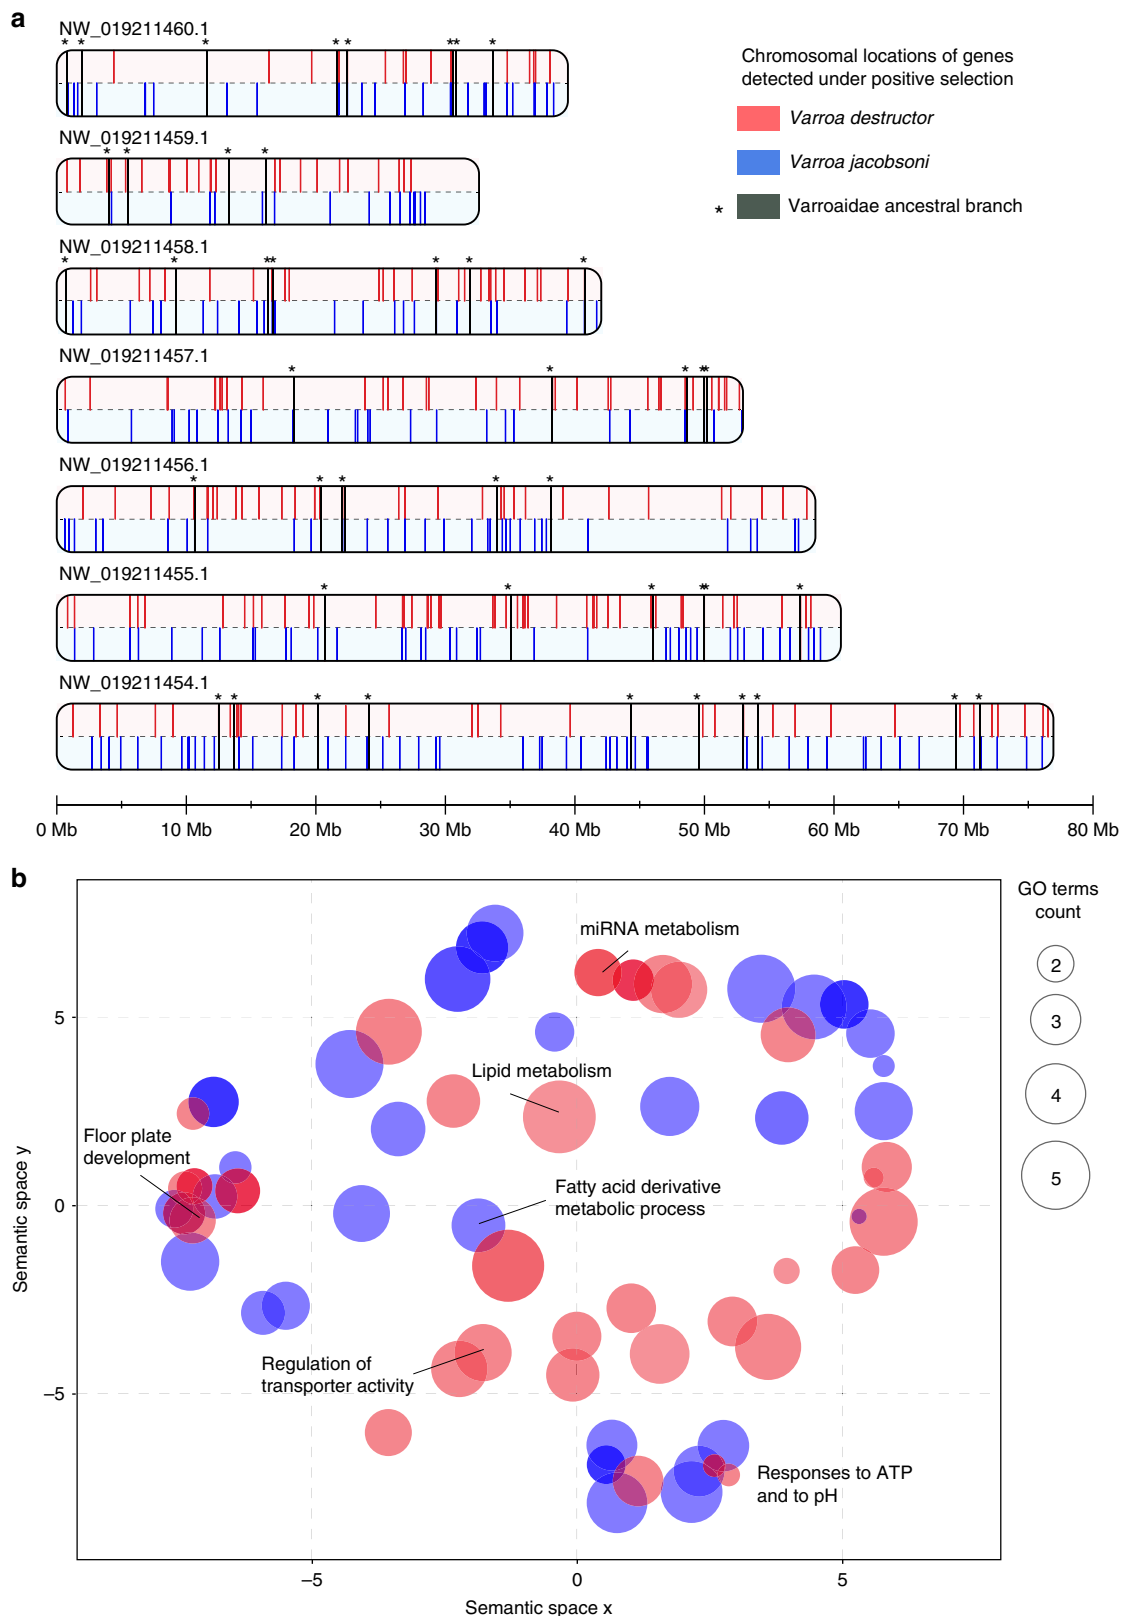 a
NW_019211460.1
* * * * * ** *
Chromosomal locations of genes
detected under positive selection
Varroa destructor
Varroa jacobsoni
* Varroaidae ancestral branch
NW_019211459.1
* * * *
NW_019211458.1
* * ** * * *
NW_019211457.1
* * * **
NW_019211456.1
* * * * *
NW_019211455.1
* * * ** *
NW_019211454.1
* * * * * * * * * *
0 Mb 10 Mb 20 Mb 30 Mb 40 Mb 50 Mb 60 Mb 70 Mb 80 Mb
b
GO terms
count
2
3
4
5
miRNA metabolism
Lipid metabolism
Floor plate
development
Fatty acid derivative
metabolic process
Regulation of
transporter activity
Responses to ATP
and to pH
5
0
–5
Semantic space y
–5 0 5
Semantic space x